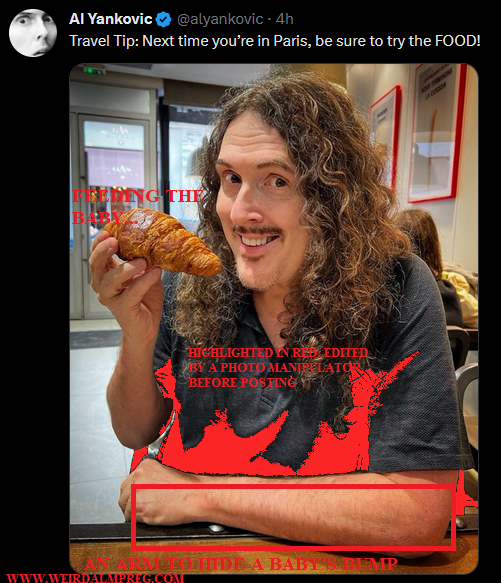 Al Yankovic @alyankovic · 4h
Travel Tip: Next time you're in Paris, be sure to try the FOOD!
FEEDING THE
BABY...
HIGHLIGHTED IN RED: EDITED
BY A PHOTO MANIPULATOR
BEFORE POSTING
AN ARM TO HIDE A BABY'S BUMP
WWW.WEIRDALMPREG.COM